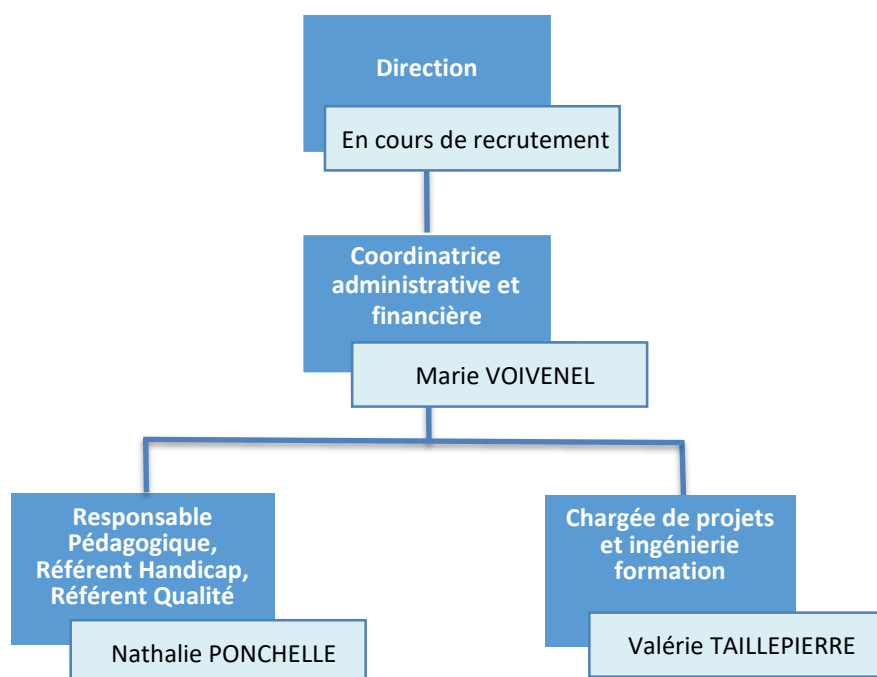 Direction
En cours de recrutement
Coordinatrice
administrative et
financière
Marie VOIVENEL
Responsable
Pédagogique,
Référent Handicap,
Référent Qualité
Nathalie PONCHELLE
Chargée de projets
et ingénierie
formation
Valérie TAILLEPIERRE